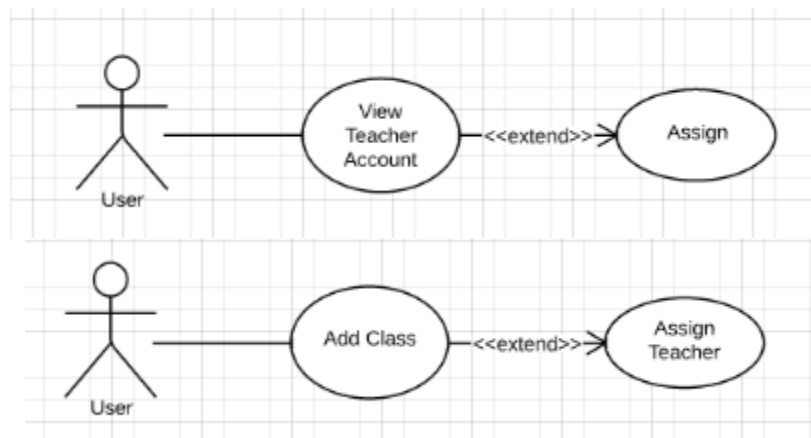 View
Teacher
Account
<<extend>>
Assign
User
Add Class
<<extend>>
Assign
Teacher
User